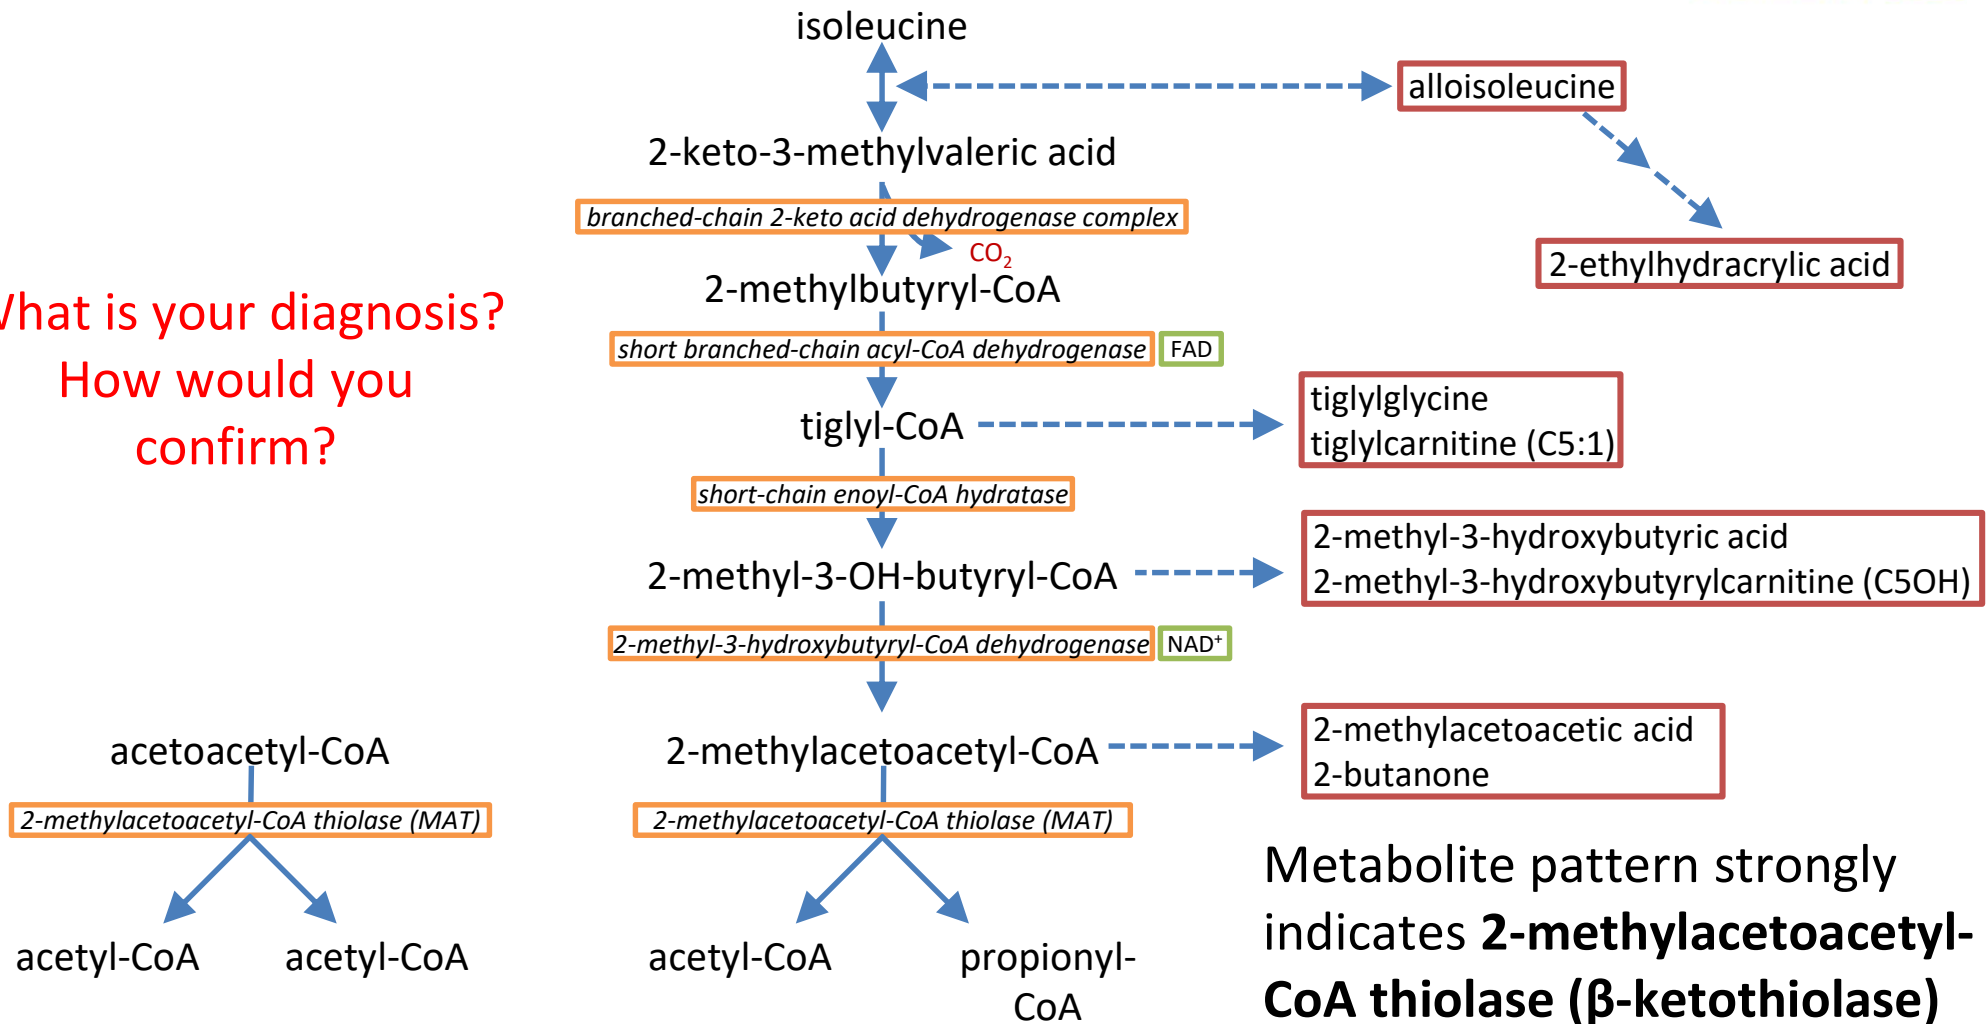 isoleucine
alloisoleucine
2-keto-3-methylvaleric acid
branched-chain 2-keto acid dehydrogenase complex
CO2
2-ethylhydracrylic acid
2-methylbutyryl-CoA
What is your diagnosis?
How would you
confirm?
short branched-chain acyl-CoA dehydrogenase
FAD
tiglyl-CoA
tiglylglycine
tiglylcarnitine (C5:1)
short-chain enoyl-CoA hydratase
2-methyl-3-OH-butyryl-CoA
2-methyl-3-hydroxybutyric acid
2-methyl-3-hydroxybutyrylcarnitine (C5OH)
2-methyl-3-hydroxybutyryl-CoA dehydrogenase
NAD+
acetoacetyl-CoA
2-methylacetoacetyl-CoA
2-methylacetoacetic acid
2-butanone
2-methylacetoacetyl-CoA thiolase (MAT)
2-methylacetoacetyl-CoA thiolase (MAT)
acetyl-CoA
acetyl-CoA
acetyl-CoA
propionyl-
CoA
Metabolite pattern strongly
indicates 2-methylacetoacetyl-
CoA thiolase (β-ketothiolase)